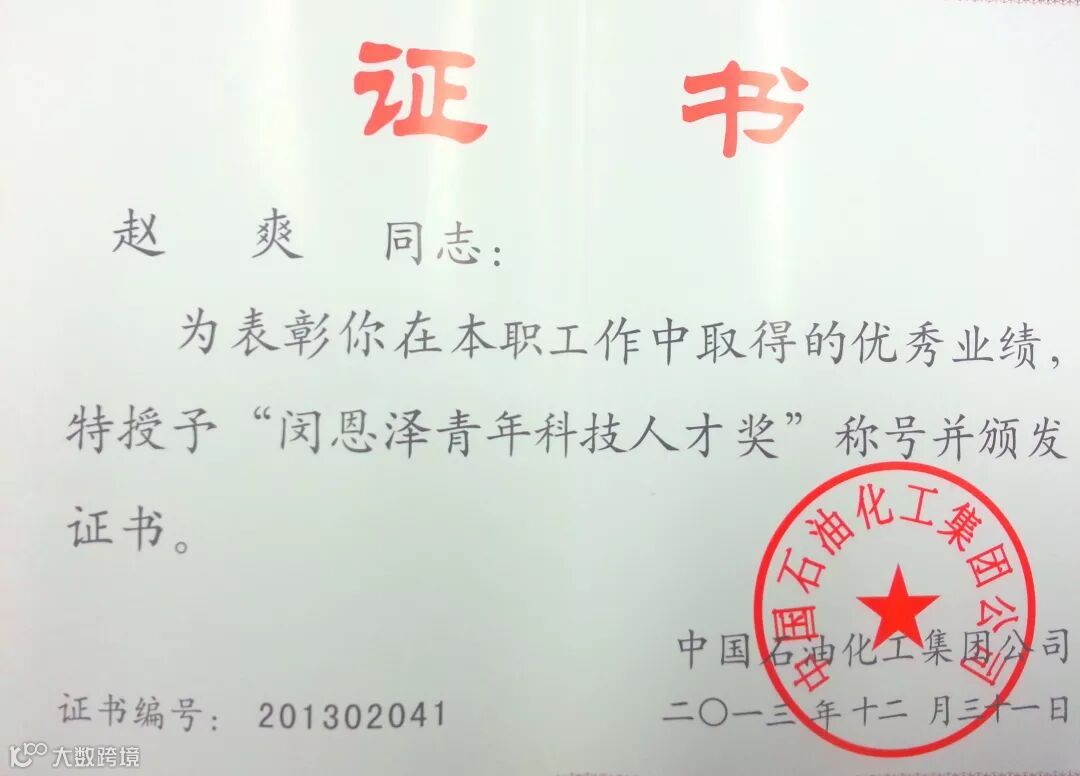 证书
赵爽同志：
为表彰你在本职工作中取得的优秀业绩，
特授予“闵恩泽青年科技人才奖”称号并颁发
证书。
中国石油化工集团公司
中国石油化工集团公司
证书编号：201302041
二〇一三年十二月三十一日
大数跨境